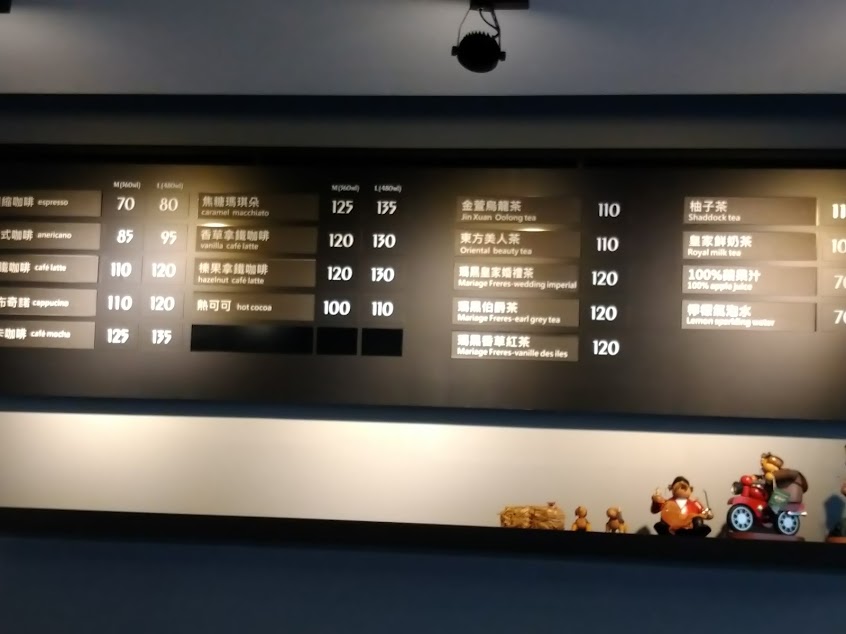 M(360ml) L(480ml)
縮咖啡 espresso 70 80
式咖啡 americano 85 95
鐵咖啡 café latte 110 120
布奇諾 cappucino 110 120
卡咖啡 café mocha 125 135
M(360ml) L(480ml)
焦糖瑪琪朵 125 135
caramel macchiato
香草拿鐵咖啡 120 130
vanilla café latte
榛果拿鐵咖啡 120 130
hazelnut café latte
熱可可 hot cocoa 100 110
金萱烏龍茶 110
Jin Xuan Oolong tea
東方美人茶 110
Oriental beauty tea
瑪黑皇家婚禮茶 120
Mariage Freres-wedding imperial
瑪黑伯爵茶 120
Mariage Freres-earl grey tea
瑪黑香草紅茶 120
Mariage Freres-vanille des iles
柚子茶
Shaddock tea
皇家鮮奶茶
Royal milk tea
100%蘋果汁
100% apple juice
檸檬氣泡水
Lemon sparkling water